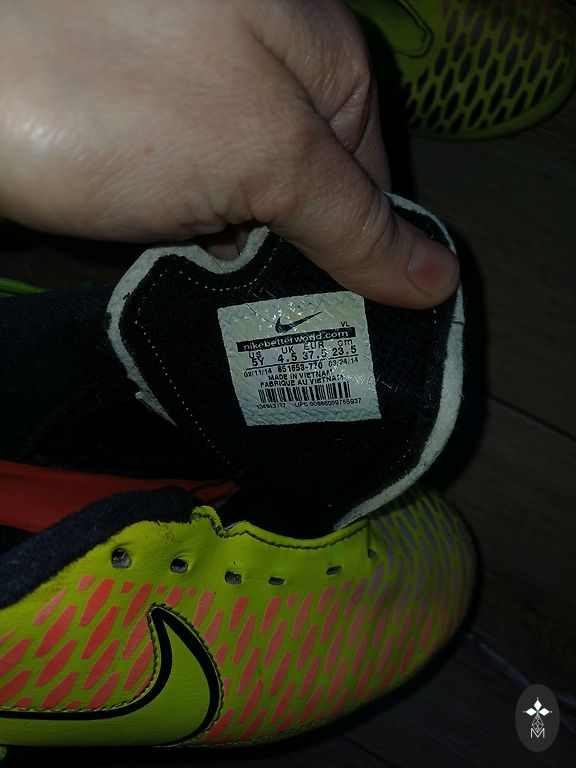 VL
nikebetterworld.com
US UK EUR cm
5Y 4.5 37.5 23.5
02/11/14 651653-770 03/24/14
MADE IN VIETNAM
FABRIQUE AU VIETNAM
UPC
M